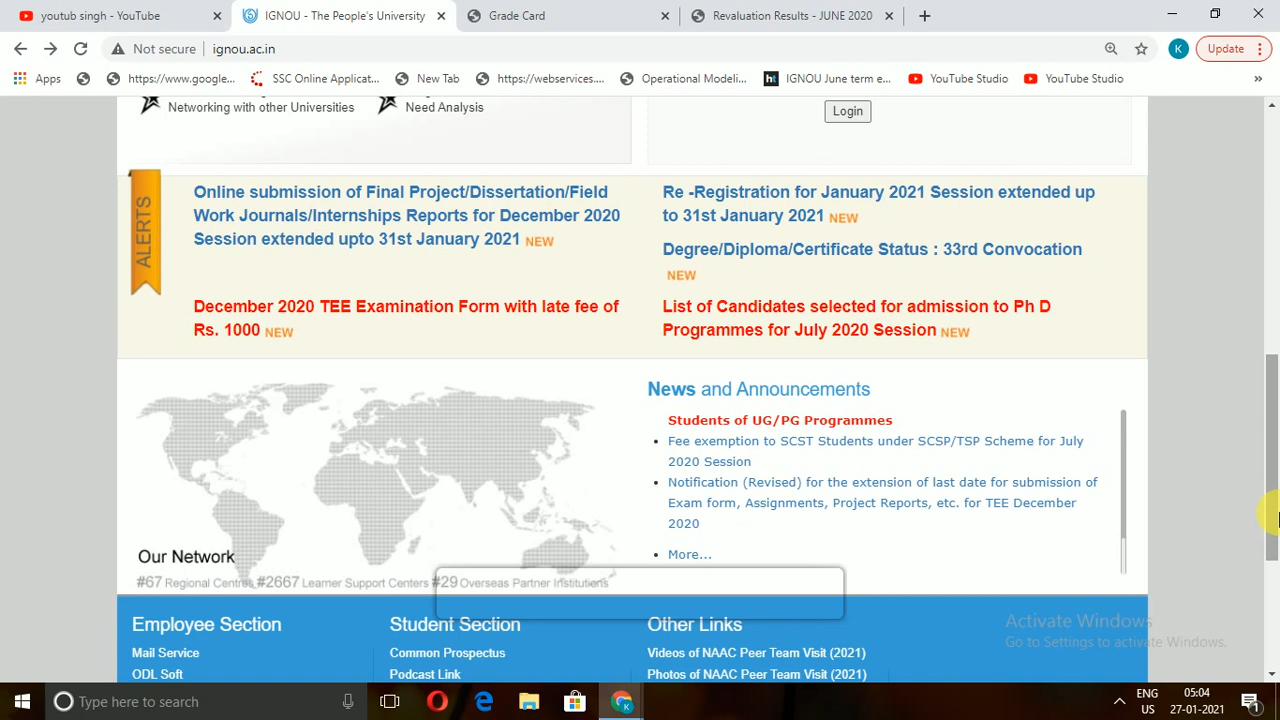 youtub singh - YouTube
IGNOU - The People's University
Grade Card
Revaluation Results - JUNE 2020
Not secure
ignou.ac.in
Update
Apps
https://www.google...
SSC Online Applicat...
New Tab
https://webservices....
Operational Modeli...
ht
IGNOU June term e...
YouTube Studio
YouTube Studio
Networking with other Universities
Need Analysis
Login
ALERTS
Online submission of Final Project/Dissertation/Field
Work Journals/Internships Reports for December 2020
Session extended upto 31st January 2021 NEW
December 2020 TEE Examination Form with late fee of
Rs. 1000 NEW
Re -Registration for January 2021 Session extended up
to 31st January 2021 NEW
Degree/Diploma/Certificate Status : 33rd Convocation
NEW
List of Candidates selected for admission to Ph D
Programmes for July 2020 Session NEW
Our Network
#67 Regional Centres #2667 Learner Support Centers #29 Overseas Partner Institutions
News and Announcements
Students of UG/PG Programmes
Fee exemption to SCST Students under SCSP/TSP Scheme for July
2020 Session
Notification (Revised) for the extension of last date for submission of
Exam form, Assignments, Project Reports, etc. for TEE December
2020
More...
Employee Section
Mail Service
ODL Soft
Student Section
Common Prospectus
Podcast Link
Other Links
Videos of NAAC Peer Team Visit (2021)
Photos of NAAC Peer Team Visit (2021)
Activate Windows
Go to Settings to activate Windows.
Type here to search
ENG
US
05:04
27-01-2021
1